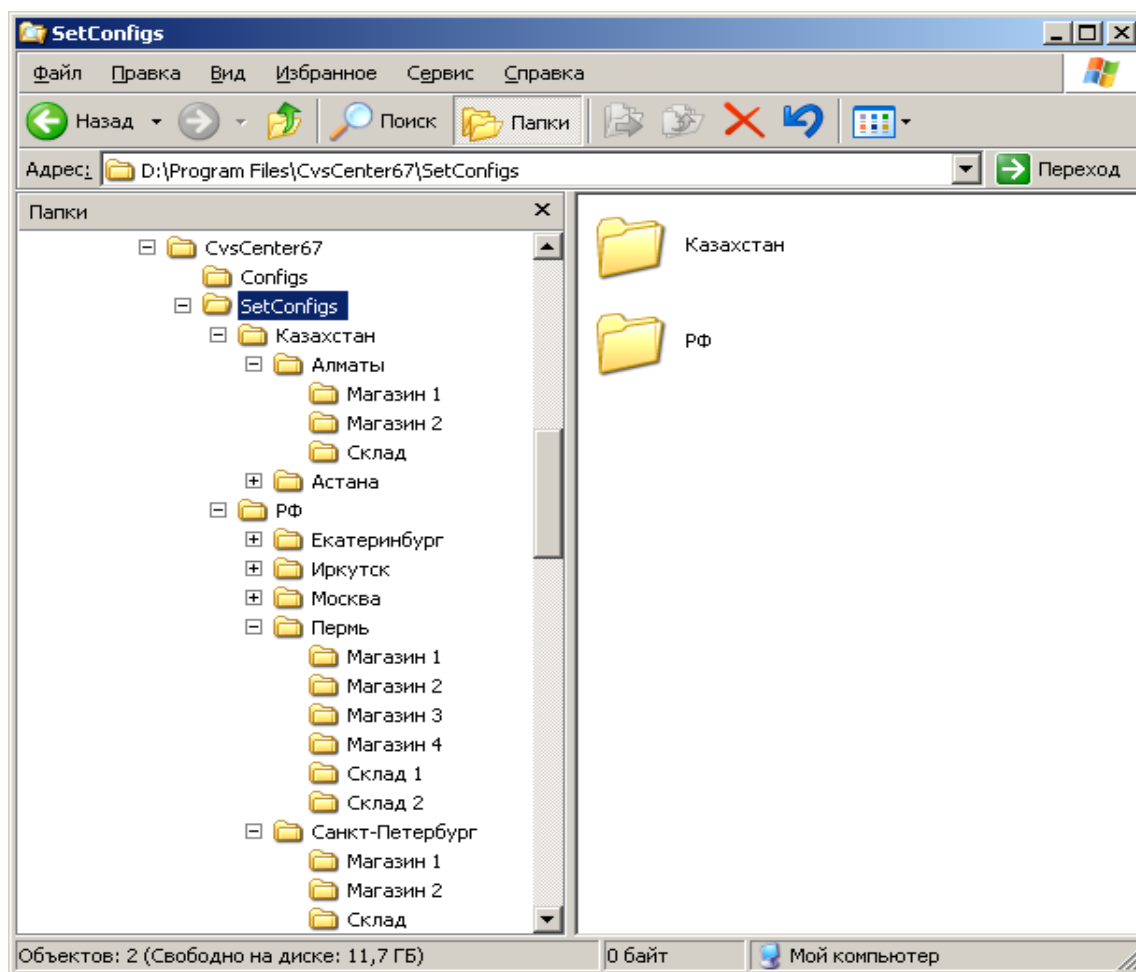 SetConfigs
Файл Правка Вид Избранное Сервис Справка
Назад Поиск Папки
Адрес: D:\Program Files\CvsCenter67\SetConfigs Переход
Папки
CvsCenter67
Configs
SetConfigs
Казахстан
Алматы
Магазин 1
Магазин 2
Склад
Астана
РФ
Екатеринбург
Иркутск
Москва
Пермь
Магазин 1
Магазин 2
Магазин 3
Магазин 4
Склад 1
Склад 2
Санкт-Петербург
Магазин 1
Магазин 2
Склад
Казахстан
РФ
Объектов: 2 (Свободно на диске: 11,7 ГБ) 0 байт Мой компьютер